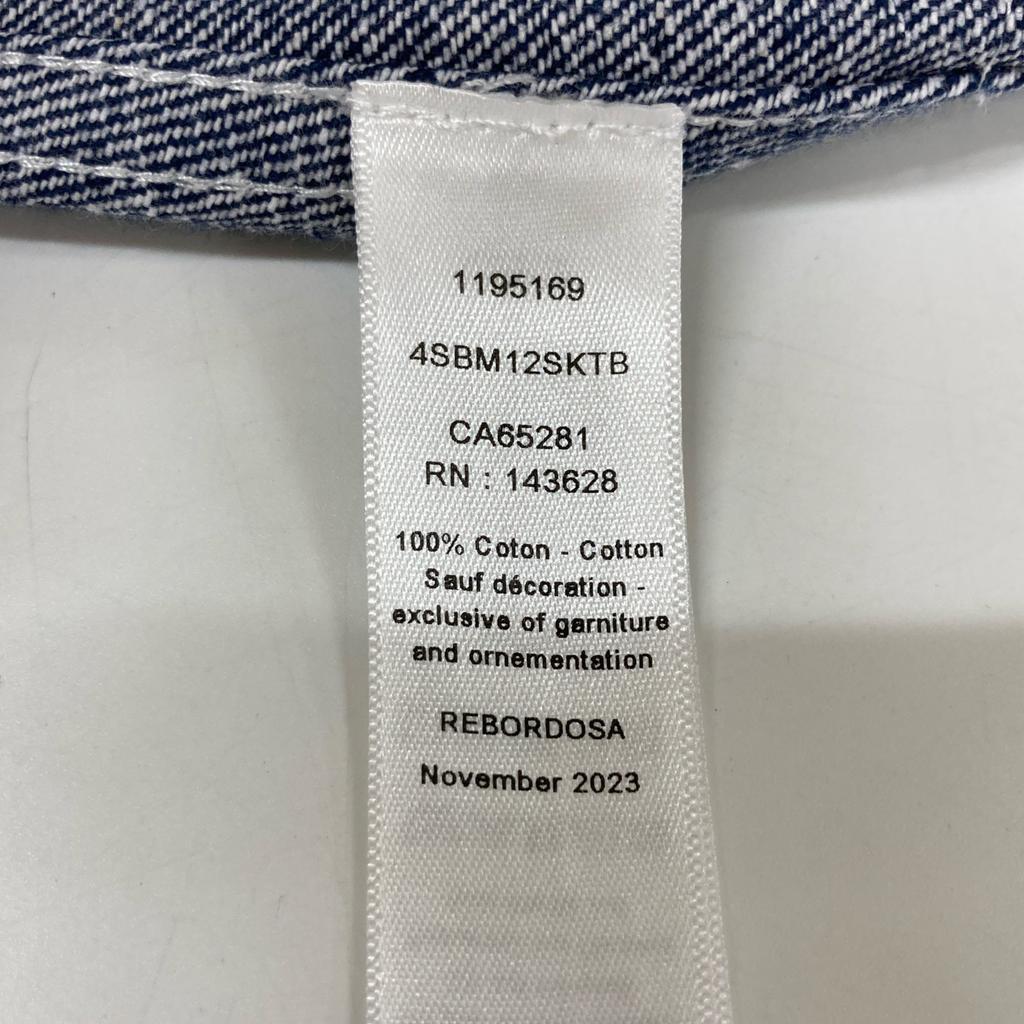 1195169
4SBM12SKTB
CA65281
RN : 143628
100% Coton - Cotton
Sauf décoration -
exclusive of garniture
and ornementation
REBORDOSA
November 2023